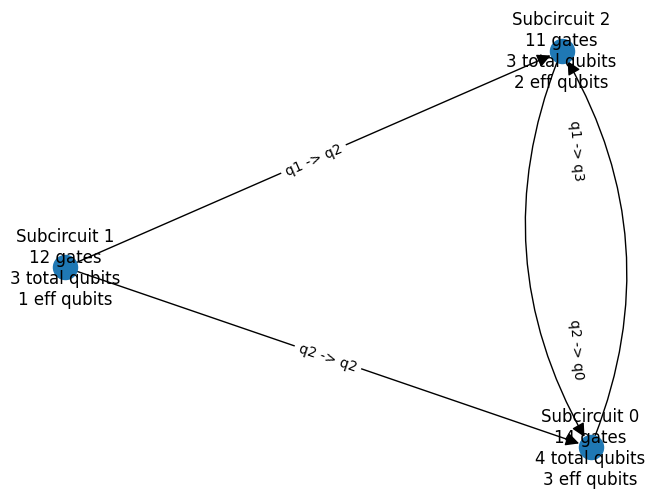 Subcircuit 2
11 gates
3 total qubits
2 eff qubits
q1 -> q3
q1 -> q2
Subcircuit 1
12 gates
3 total qubits
1 eff qubits
q2 -> q2
q2 -> q0
Subcircuit 0
14 gates
4 total qubits
3 eff qubits